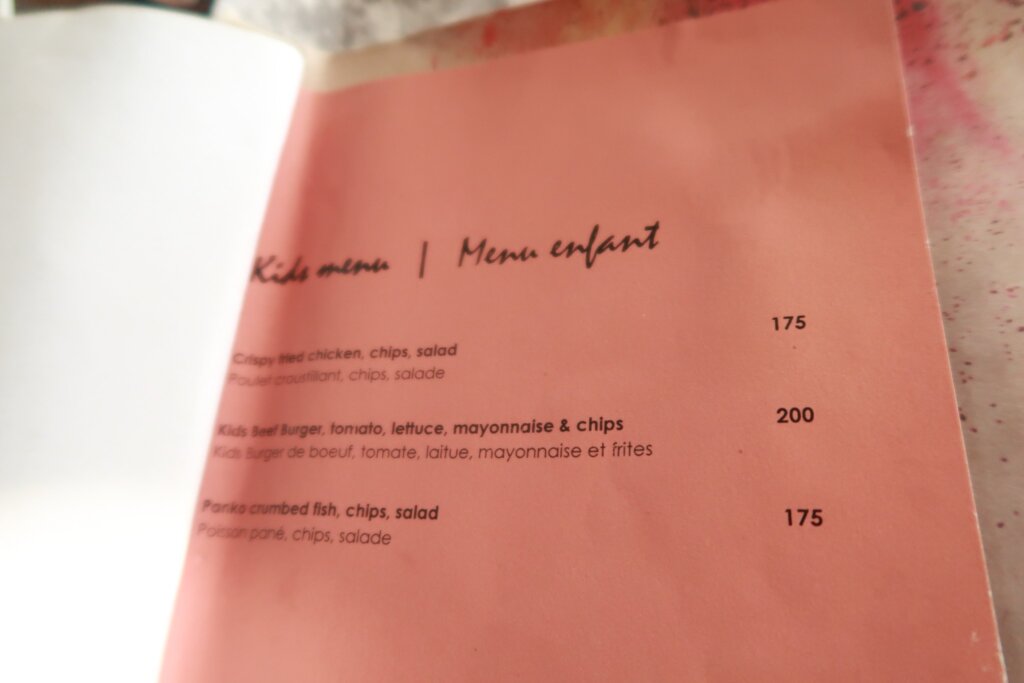 Kids menu | Menu enfant
Crispy fried chicken, chips, salad 175
Poulet croustillant, chips, salade
Kids Beef Burger, tomato, lettuce, mayonnaise & chips 200
Kids Burger de boeuf, tomate, laitue, mayonnaise et frites
Panko crumbed fish, chips, salad 175
Poisson pané, chips, salade